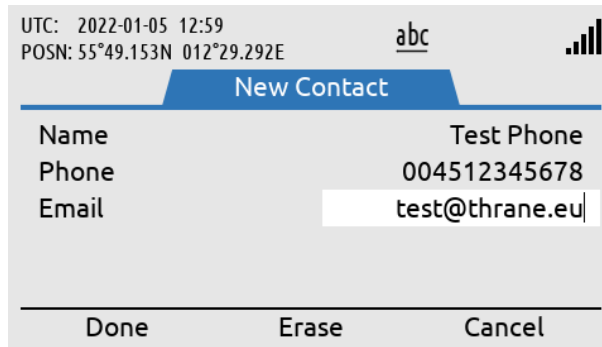 UTC: 2022-01-05 12:59
abc
POSN: 55°49.153N 012°29.292E
New Contact
Name Test Phone
Phone 004512345678
Email test@thrane.eu
Done Erase Cancel